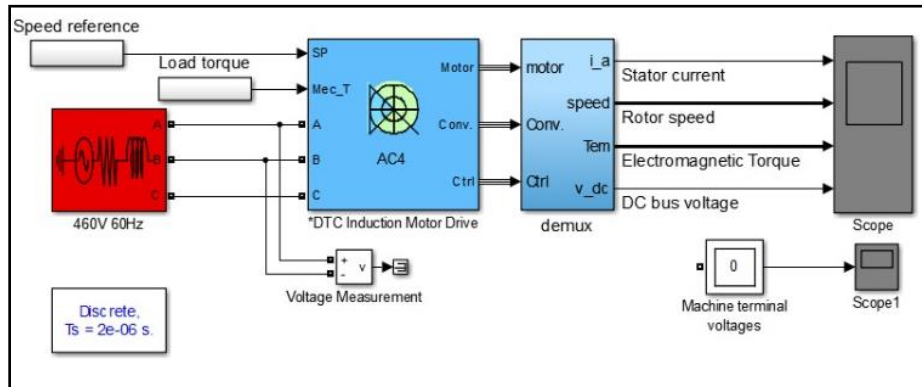 Speed reference
Load torque
SP
Mec_T
A
B
C
Motor
Conv.
Ctrl
AC4
*DTC Induction Motor Drive
motor
Conv.
Ctrl
i_a
speed
Tem
v_dc
demux
Stator current
Rotor speed
Electromagnetic Torque
DC bus voltage
Scope
A
B
C
460V 60Hz
+
-
v
Voltage Measurement
0
Machine terminal
voltages
Scope1
Discrete,
Ts = 2e-06 s.